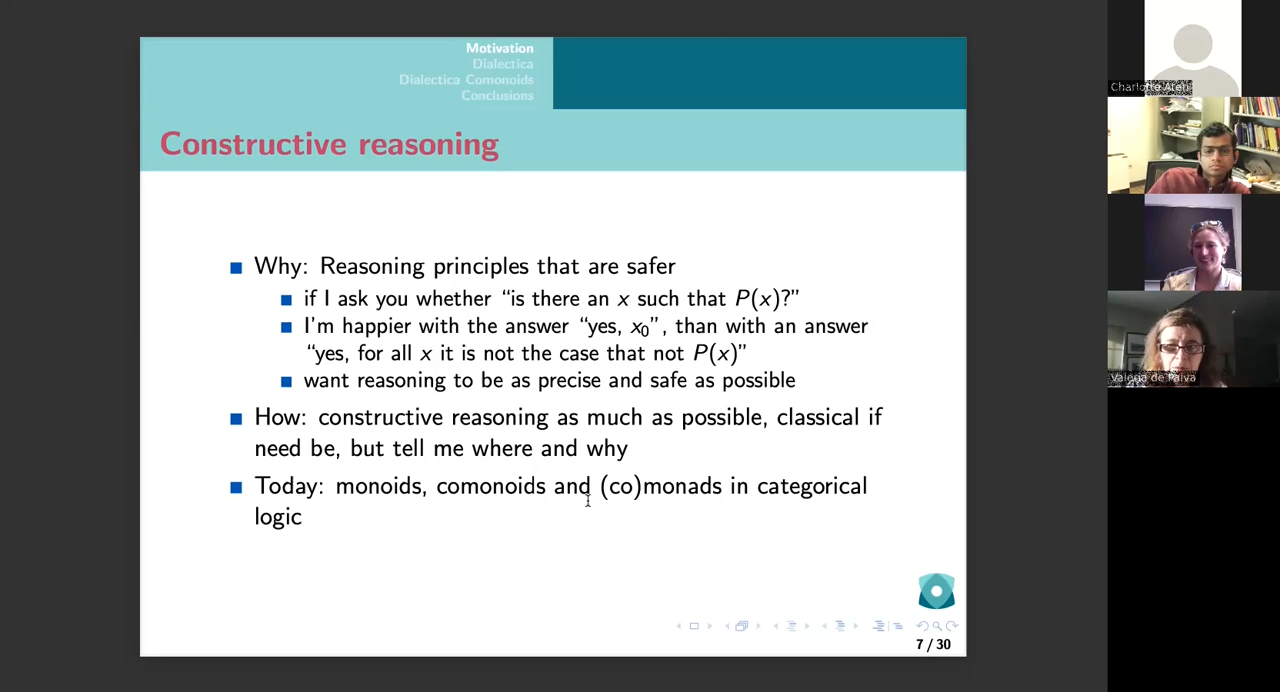 Motivation
Dialectica
Dialectica Comonoids
Conclusions
Constructive reasoning
Why: Reasoning principles that are safer
if I ask you whether “is there an x such that P(x)?”
I’m happier with the answer “yes, x₀”, than with an answer
“yes, for all x it is not the case that not P(x)”
want reasoning to be as precise and safe as possible
How: constructive reasoning as much as possible, classical if
need be, but tell me where and why
Today: monoids, comonoids and (co)monads in categorical
logic
7 / 30
Charlotte
Valeria de Paiva